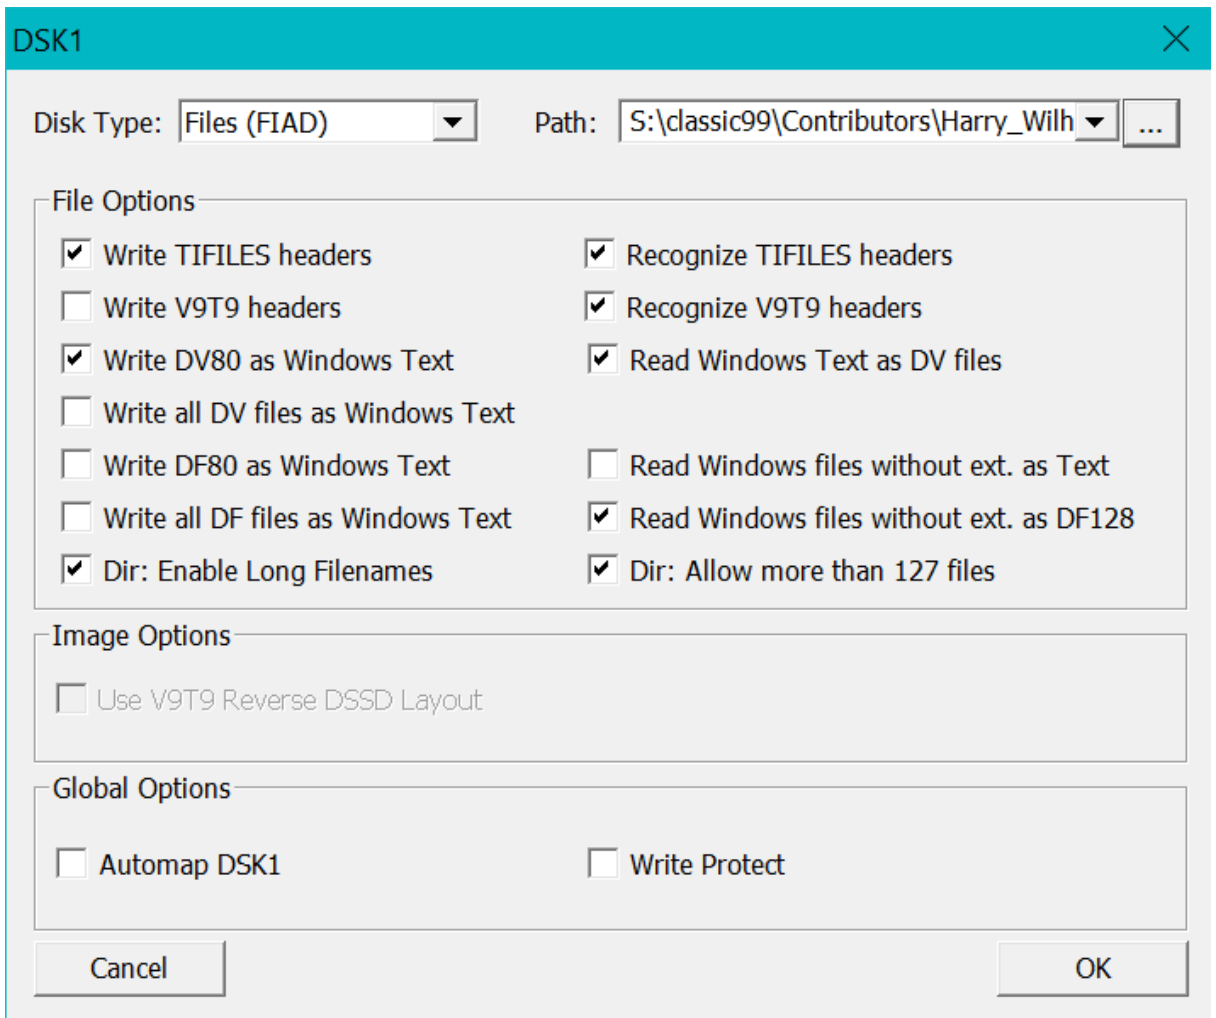 DSK1
Disk Type: Files (FIAD) Path: S:\classic99\Contributors\Harry_Wilh ...
File Options
Write TIFILES headers Recognize TIFILES headers
Write V9T9 headers Recognize V9T9 headers
Write DV80 as Windows Text Read Windows Text as DV files
Write all DV files as Windows Text
Write DF80 as Windows Text Read Windows files without ext. as Text
Write all DF files as Windows Text Read Windows files without ext. as DF128
Dir: Enable Long Filenames Dir: Allow more than 127 files
Image Options
Use V9T9 Reverse DSSD Layout
Global Options
Automap DSK1 Write Protect
Cancel OK